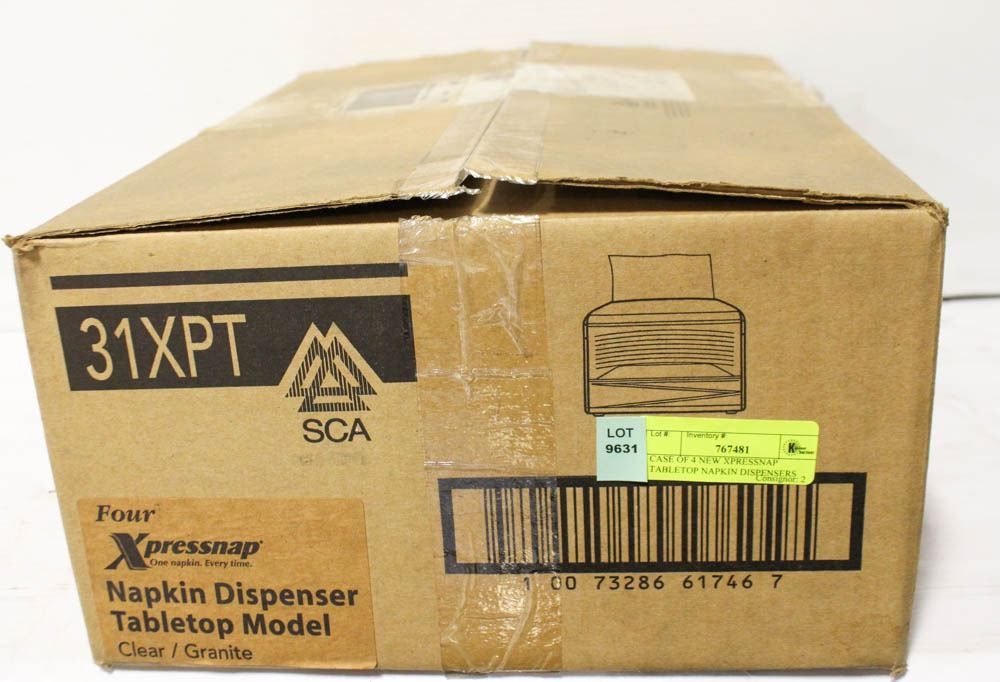 31XPT
SCA
LOT
9631
Lot #:
Inventory #
767481
CASE OF 4 NEW XPRESSNAP
TABLETOP NAPKIN DISPENSERS
Consignor: 2
1 00 73286 61746 7
Four
Xpressnap
One napkin. Every time.
Napkin Dispenser
Tabletop Model
Clear / Granite